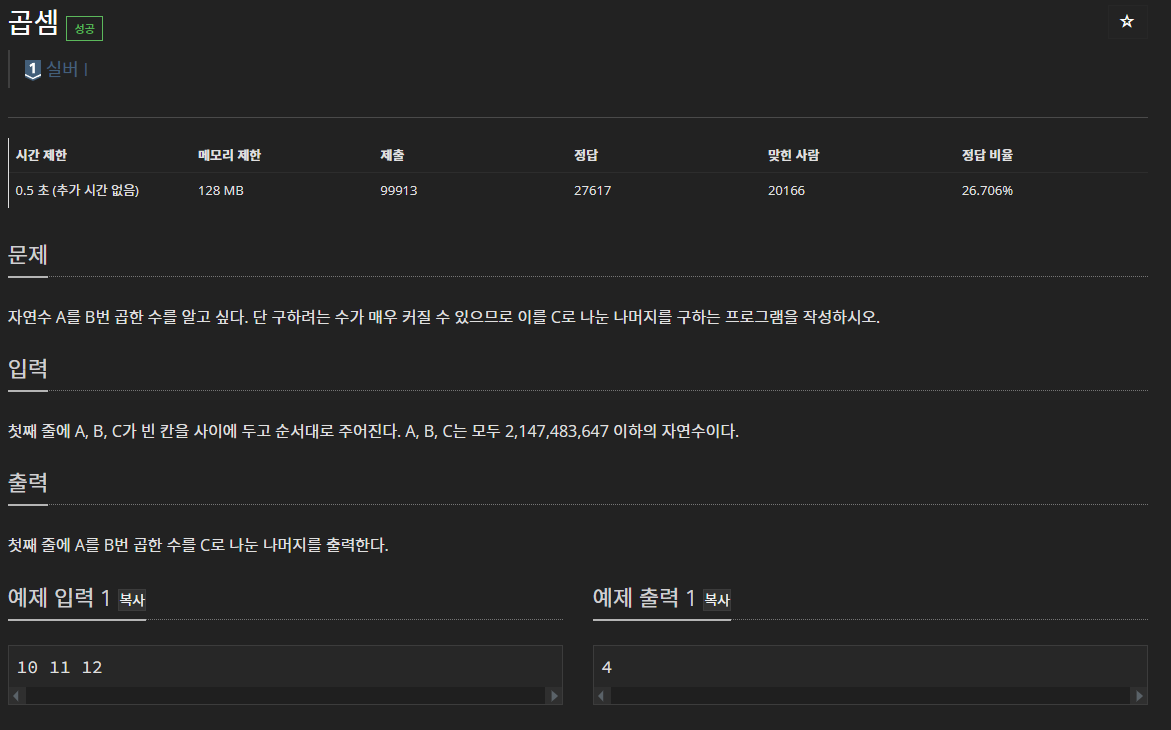 곱셈 성공
1 실버 I
시간 제한 메모리 제한 제출 정답 맞힌 사람 정답 비율
0.5 초 (추가 시간 없음) 128 MB 99913 27617 20166 26.706%
문제
자연수 A를 B번 곱한 수를 알고 싶다. 단 구하려는 수가 매우 커질 수 있으므로 이를 C로 나눈 나머지를 구하는 프로그램을 작성하시오.
입력
첫째 줄에 A, B, C가 빈 칸을 사이에 두고 순서대로 주어진다. A, B, C는 모두 2,147,483,647 이하의 자연수이다.
출력
첫째 줄에 A를 B번 곱한 수를 C로 나눈 나머지를 출력한다.
예제 입력 1 복사
10 11 12
예제 출력 1 복사
4